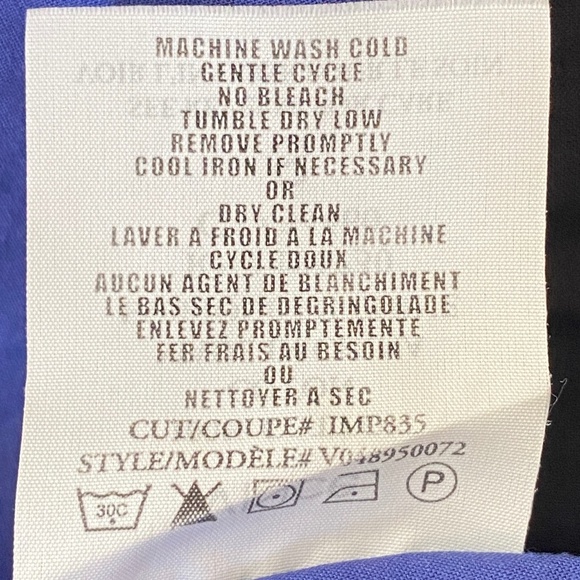 MACHINE WASH COLD
GENTLE CYCLE
NO BLEACH
TUMBLE DRY LOW
REMOVE PROMPTLY
COOL IRON IF NECESSARY
OR
DRY CLEAN
LAVER A FROID A LA MACHINE
CYCLE DOUX
AUCUN AGENT DE BLANCHIMENT
LE BAS SEC DE DEGRINGOLADE
ENLEVEZ PROMPTEMENTE
FER FRAIS AU BESOIN
OU
NETTOYER A SEC
CUT/COUPE# IMP835
STYLE/MODÈLE# V048950072
30C P